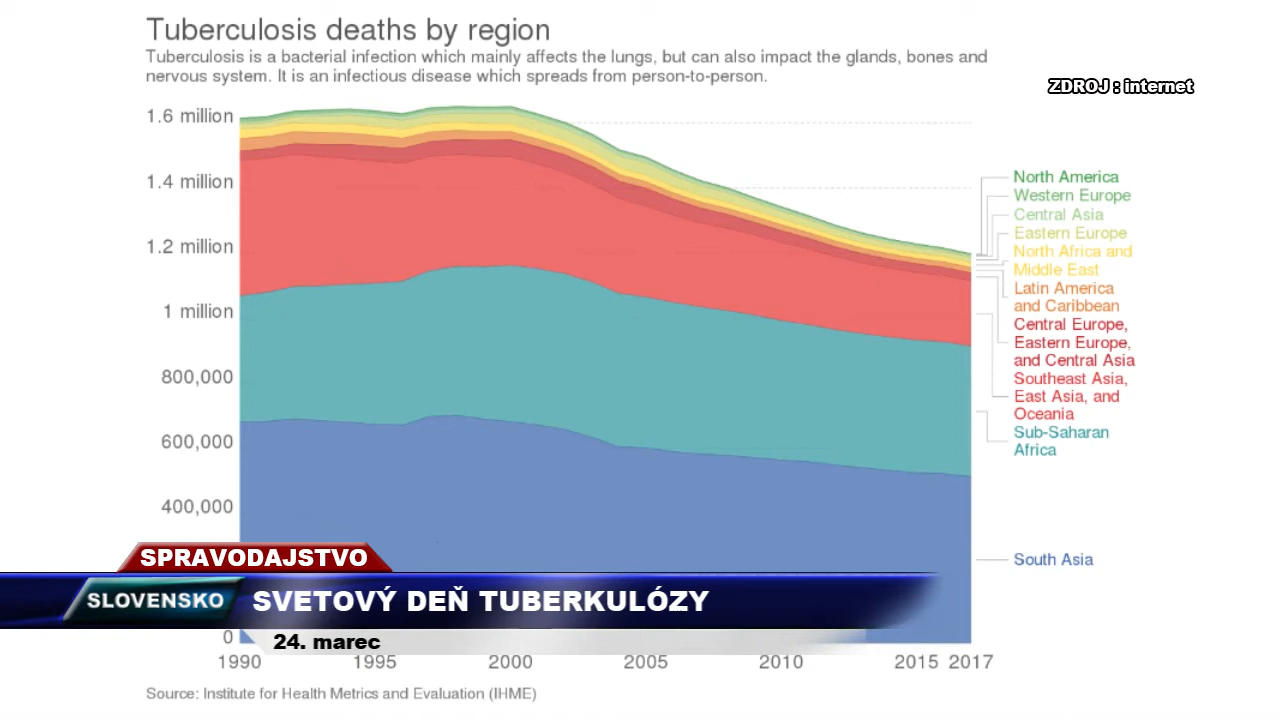 Tuberculosis deaths by region
Tuberculosis is a bacterial infection which mainly affects the lungs, but can also impact the glands, bones and
nervous system. It is an infectious disease which spreads from person-to-person.
ZDROJ : internet
1.6 million
1.4 million
1.2 million
1 million
800,000
600,000
400,000
0
1990
1995
2000
2005
2010
2015
2017
North America
Western Europe
Central Asia
Eastern Europe
North Africa and
Middle East
Latin America
and Caribbean
Central Europe,
Eastern Europe,
and Central Asia
Southeast Asia,
East Asia, and
Oceania
Sub-Saharan
Africa
South Asia
SPRAVODAJSTVO
SLOVENSKO
SVETOVÝ DEŇ TUBERKULÓZY
24. marec
Source: Institute for Health Metrics and Evaluation (IHME)